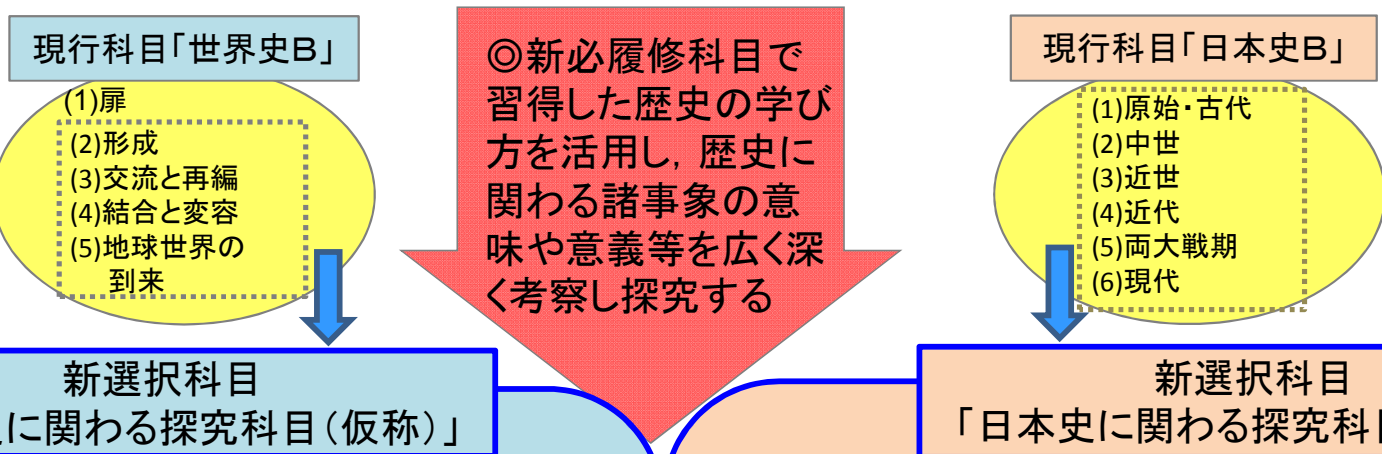 現行科目「世界史B」
(1)扉
(2)形成
(3)交流と再編
(4)結合と変容
(5)地球世界の
到来
◎新必履修科目で
習得した歴史の学び
方を活用し，歴史に
関わる諸事象の意
味や意義等を広く深
く考察し探究する
現行科目「日本史B」
(1)原始・古代
(2)中世
(3)近世
(4)近代
(5)両大戦期
(6)現代
新選択科目
に関わる探究科目（仮称）」
新選択科目
「日本史に関わる探究科